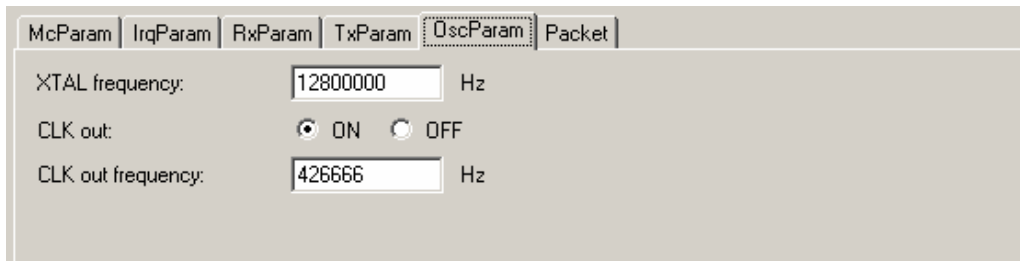 McParam IrqParam RxParam TxParam OscParam Packet
XTAL frequency: 12800000 Hz
CLK out: ON OFF
CLK out frequency: 426666 Hz